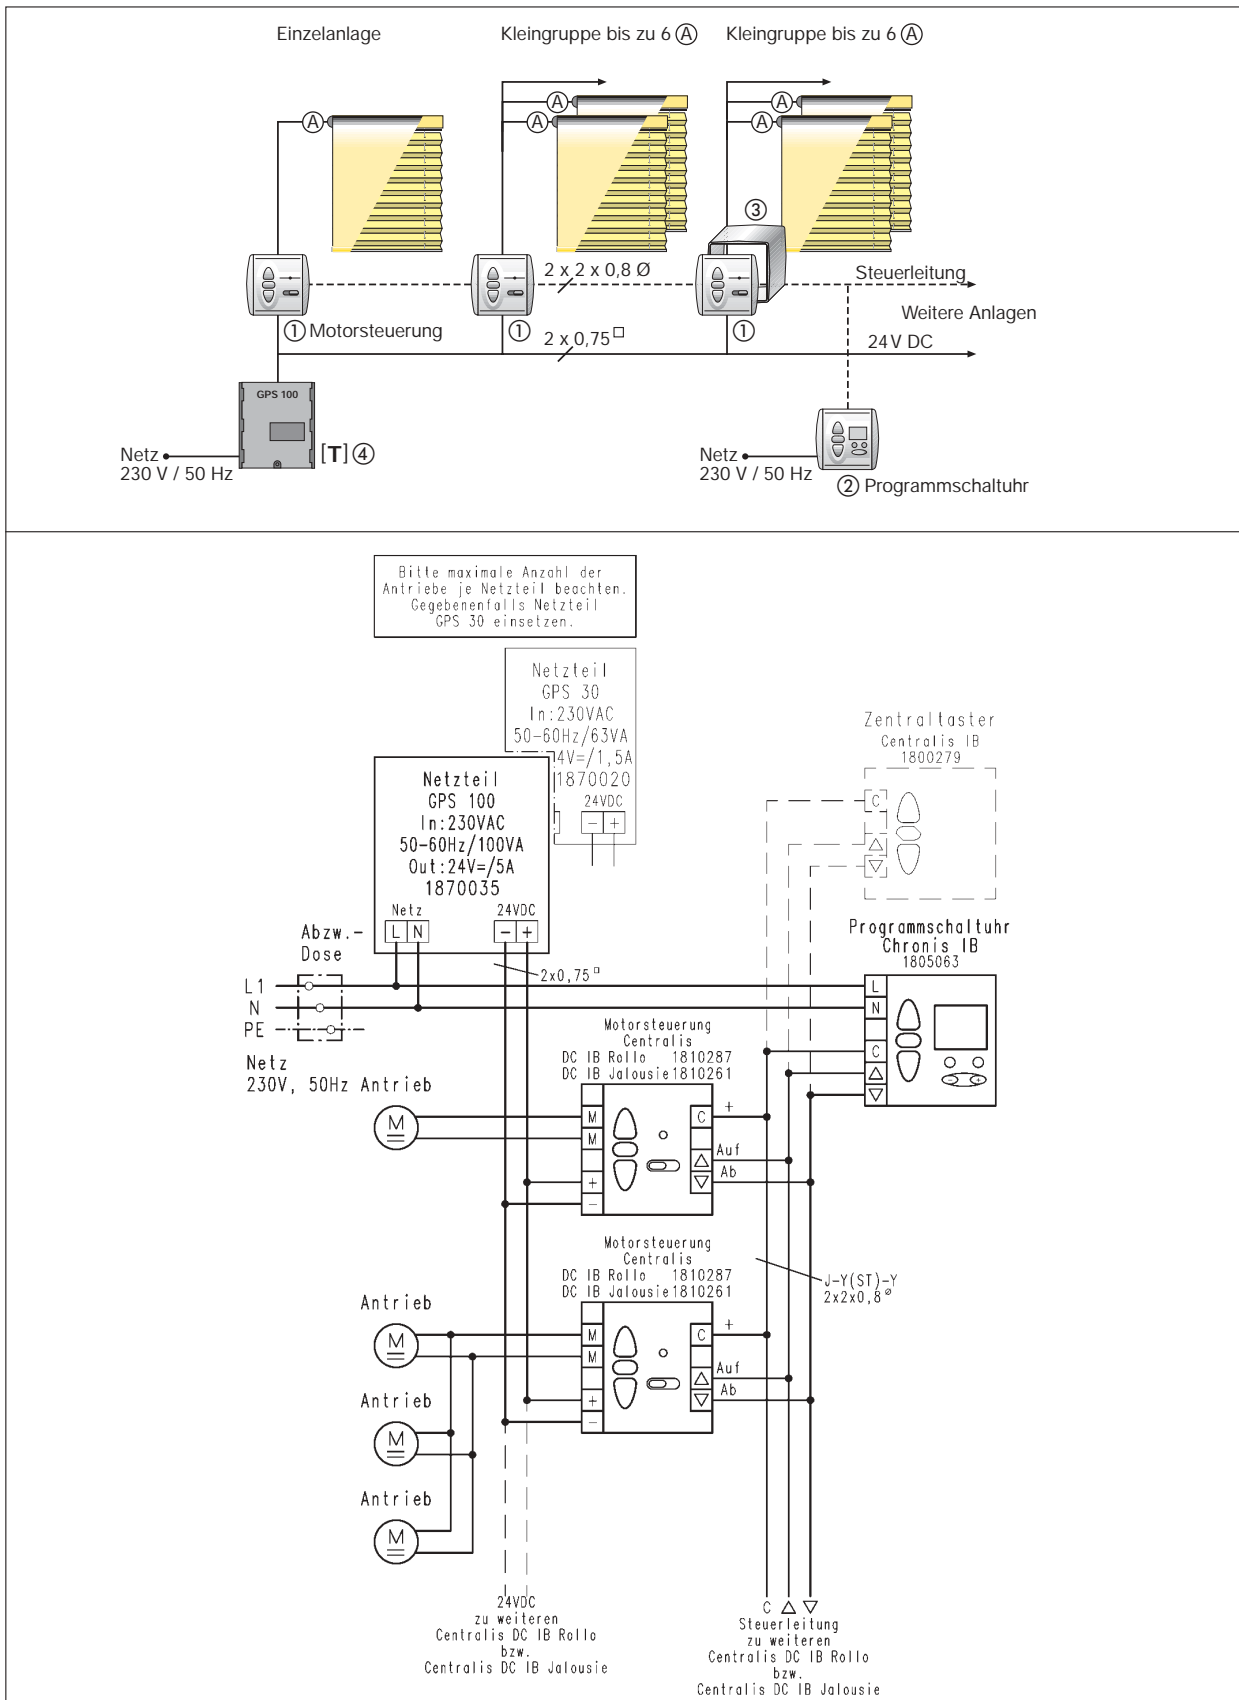 Einzelanlage
Kleingruppe bis zu 6 Ⓐ
Kleingruppe bis zu 6 Ⓐ
A
A
A
A
A
③
2 x 2 x 0,8 Ø
Steuerleitung
Weitere Anlagen
① Motorsteuerung
①
①
2 x 0,75 □
24V DC
GPS 100
[T] ④
Netz
230 V / 50 Hz
Netz
230 V / 50 Hz
② Programmschaltuhr
Bitte maximale Anzahl der
Antriebe je Netzteil beachten.
Gegebenenfalls Netzteil
GPS 30 einsetzen.
Netzteil
GPS 30
In:230VAC
50-60Hz/63VA
4V=/1,5A
1870020
24VDC
- +
Netzteil
GPS 100
In:230VAC
50-60Hz/100VA
Out:24V=/5A
1870035
Netz
24VDC
L N
- +
Zentraltaster
Centralis IB
1800279
C
△
▽
Programmschaltuhr
Chronis IB
1805063
L
N
C
△
▽
- +
Abzw.-
Dose
2x0,75 □
L1
N
PE
Netz
230V, 50Hz
Antrieb
M
Motorsteuerung
Centralis
DC IB Rollo 1810287
DC IB Jalousie 1810261
M
M
+
-
C
+
△
Auf
▽
Ab
Motorsteuerung
Centralis
DC IB Rollo 1810287
DC IB Jalousie 1810261
J-Y(ST)-Y
2x2x0,8 Ø
M
M
+
-
C
+
△
Auf
▽
Ab
Antrieb
M
Antrieb
M
Antrieb
M
24VDC
zu weiteren
Centralis DC IB Rollo
bzw.
Centralis DC IB Jalousie
C △ ▽
Steuerleitung
zu weiteren
Centralis DC IB Rollo
bzw.
Centralis DC IB Jalousie